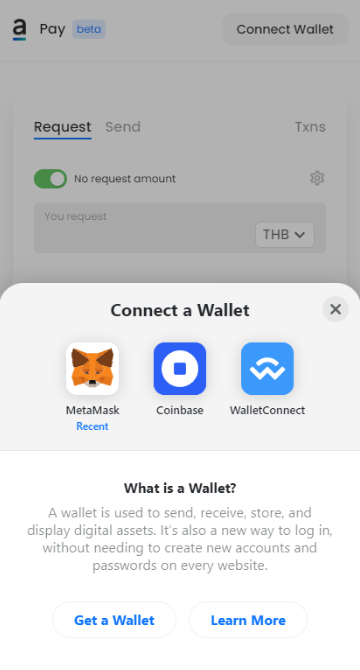 a Pay beta Connect Wallet
Request Send Txns
No request amount
You request
THB
Connect a Wallet
MetaMask Coinbase WalletConnect
Recent
What is a Wallet?
A wallet is used to send, receive, store, and
display digital assets. It's also a new way to log in,
without needing to create new accounts and
passwords on every website.
Get a Wallet Learn More